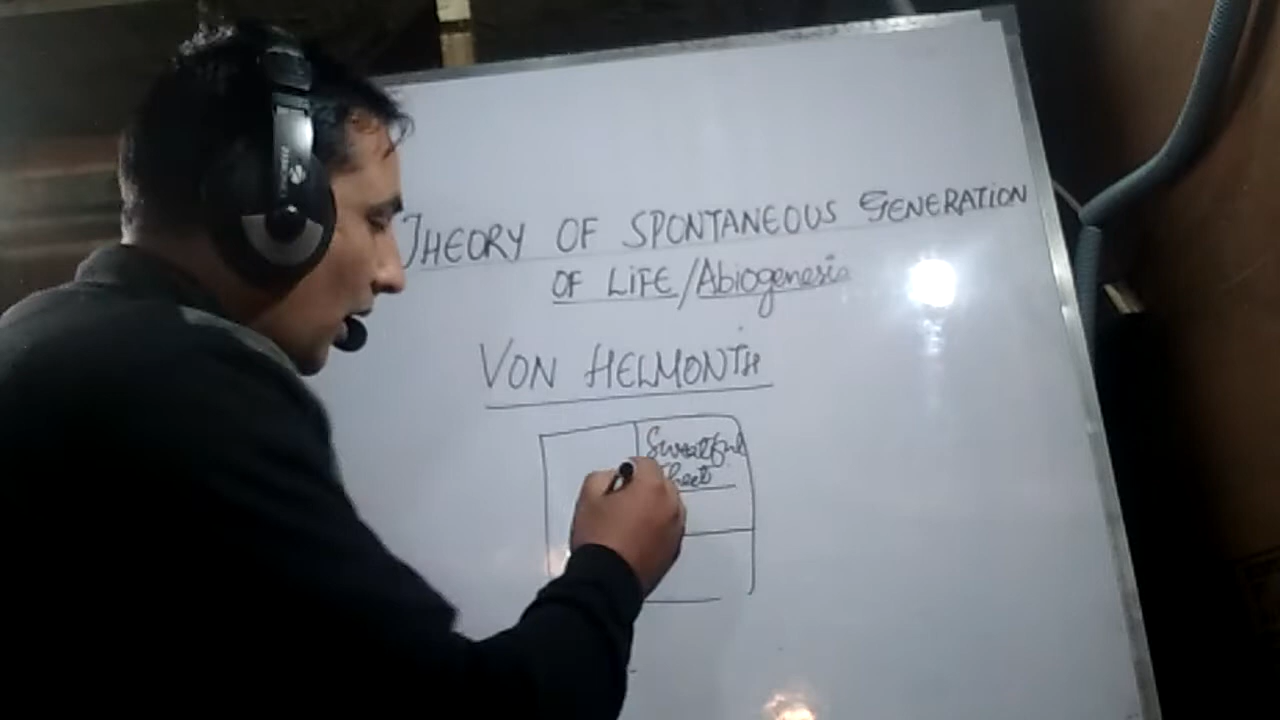 THEORY OF SPONTANEOUS GENERATION
OF LIFE/Abiogenesis
VON HELMONTH